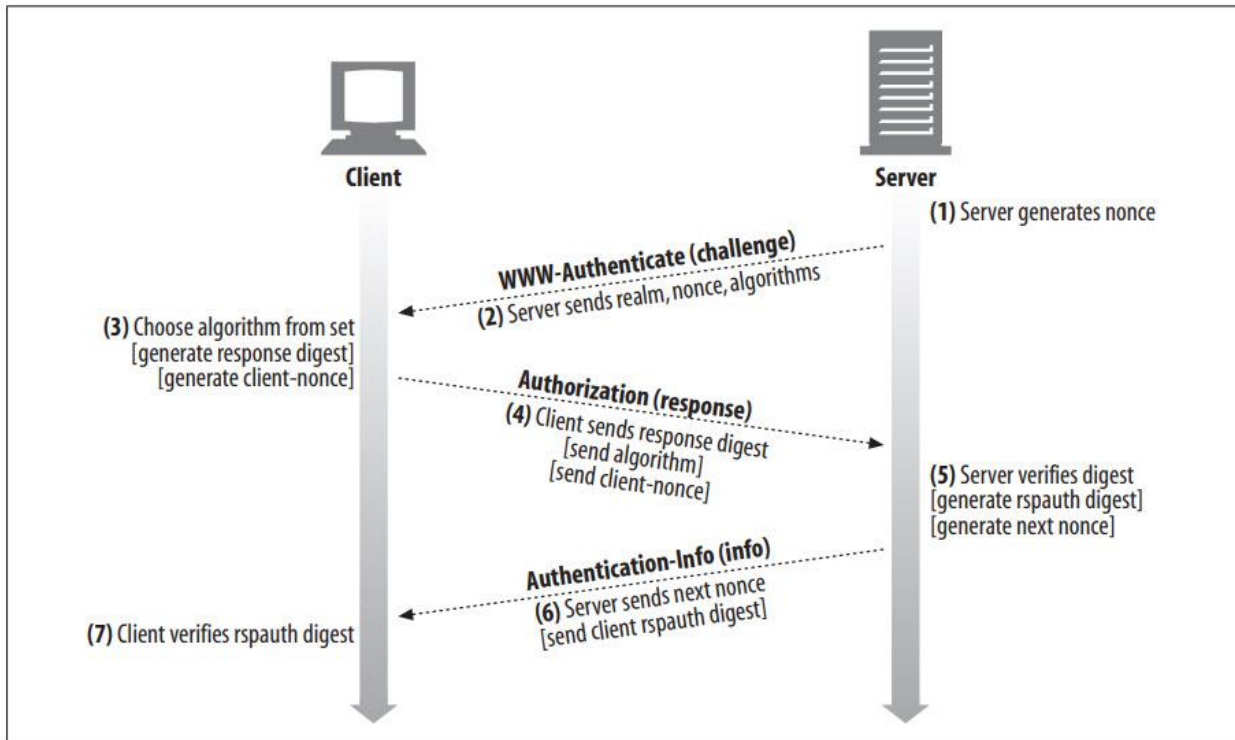 Client
Server
(1) Server generates nonce
WWW-Authenticate (challenge)
(2) Server sends realm, nonce, algorithms
(3) Choose algorithm from set
[generate response digest]
[generate client-nonce]
Authorization (response)
(4) Client sends response digest
[send algorithm]
[send client-nonce]
(5) Server verifies digest
[generate rspauth digest]
[generate next nonce]
Authentication-Info (info)
(6) Server sends next nonce
[send client rspauth digest]
(7) Client verifies rspauth digest